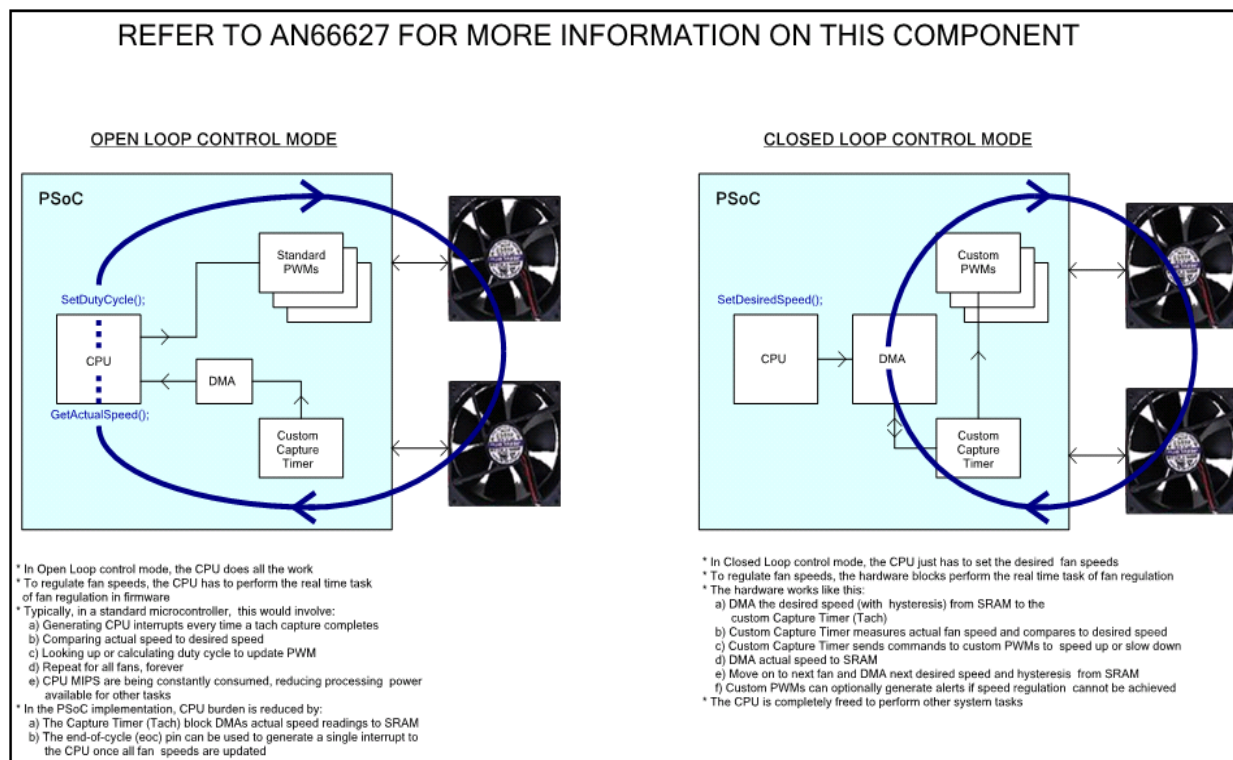 REFER TO AN66627 FOR MORE INFORMATION ON THIS COMPONENT
OPEN LOOP CONTROL MODE
PSoC
Standard
PWMs
SetDutyCycle();
CPU
DMA
GetActualSpeed();
Custom
Capture
Timer
* In Open Loop control mode, the CPU does all the work
* To regulate fan speeds, the CPU has to perform the real time task
of fan regulation in firmware
* Typically, in a standard microcontroller, this would involve:
a) Generating CPU interrupts every time a tach capture completes
b) Comparing actual speed to desired speed
c) Looking up or calculating duty cycle to update PWM
d) Repeat for all fans, forever
e) CPU MIPS are being constantly consumed, reducing processing power
available for other tasks
* In the PSoC implementation, CPU burden is reduced by:
a) The Capture Timer (Tach) block DMAs actual speed readings to SRAM
b) The end-of-cycle (eoc) pin can be used to generate a single interrupt to
the CPU once all fan speeds are updated
CLOSED LOOP CONTROL MODE
PSoC
Custom
PWMs
SetDesiredSpeed();
CPU
DMA
Custom
Capture
Timer
* In Closed Loop control mode, the CPU just has to set the desired fan speeds
* To regulate fan speeds, the hardware blocks perform the real time task of fan regulation
* The hardware works like this:
a) DMA the desired speed (with hysteresis) from SRAM to the
custom Capture Timer (Tach)
b) Custom Capture Timer measures actual fan speed and compares to desired speed
c) Custom Capture Timer sends commands to custom PWMs to speed up or slow down
d) DMA actual speed to SRAM
e) Move on to next fan and DMA next desired speed and hysteresis from SRAM
f) Custom PWMs can optionally generate alerts if speed regulation cannot be achieved
* The CPU is completely freed to perform other system tasks